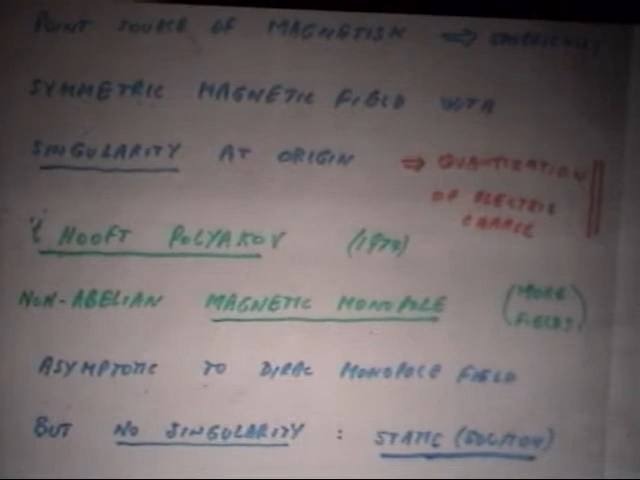 POINT SOURCE OF MAGNETISM ⇒ SPHERICALLY
SYMMETRIC MAGNETIC FIELD WITH
SINGULARITY AT ORIGIN ⇒ QUANTIZATION
OF ELECTRIC
CHARGE
't HOOFT POLYAKOV (1974)
NON-ABELIAN MAGNETIC MONOPOLE (MORE
FIELDS)
ASYMPTOTIC TO DIRAC MONOPOLE FIELD
BUT NO SINGULARITY : STATIC (SOLITON)